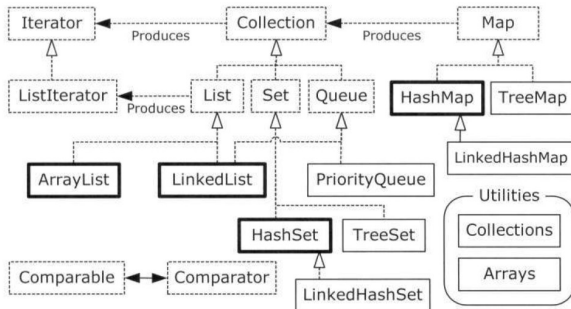 Iterator
Produces
Collection
Produces
Map
ListIterator
Produces
List
Set
Queue
HashMap
TreeMap
ArrayList
LinkedList
PriorityQueue
LinkedHashMap
Utilities
HashSet
TreeSet
Collections
Comparable
Comparator
Arrays
LinkedHashSet